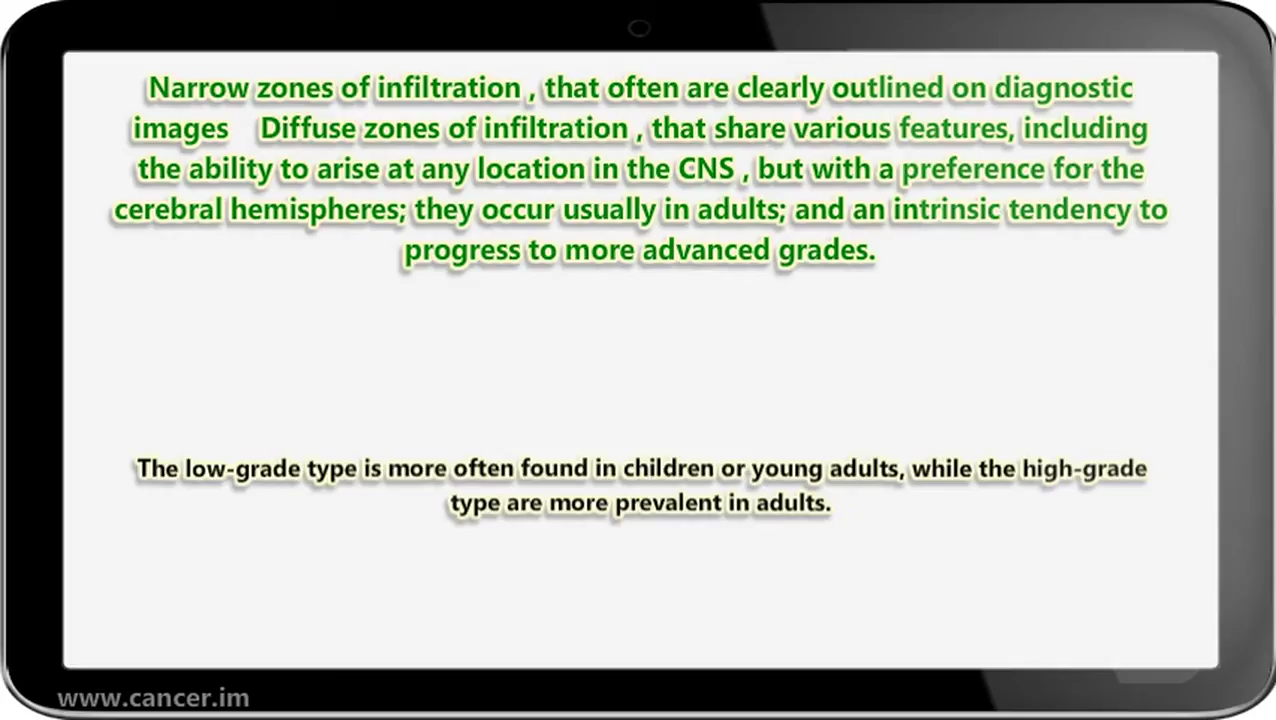 Narrow zones of infiltration , that often are clearly outlined on diagnostic
images    Diffuse zones of infiltration , that share various features, including
the ability to arise at any location in the CNS , but with a preference for the
cerebral hemispheres; they occur usually in adults; and an intrinsic tendency to
progress to more advanced grades.
The low-grade type is more often found in children or young adults, while the high-grade
type are more prevalent in adults.
www.cancer.im